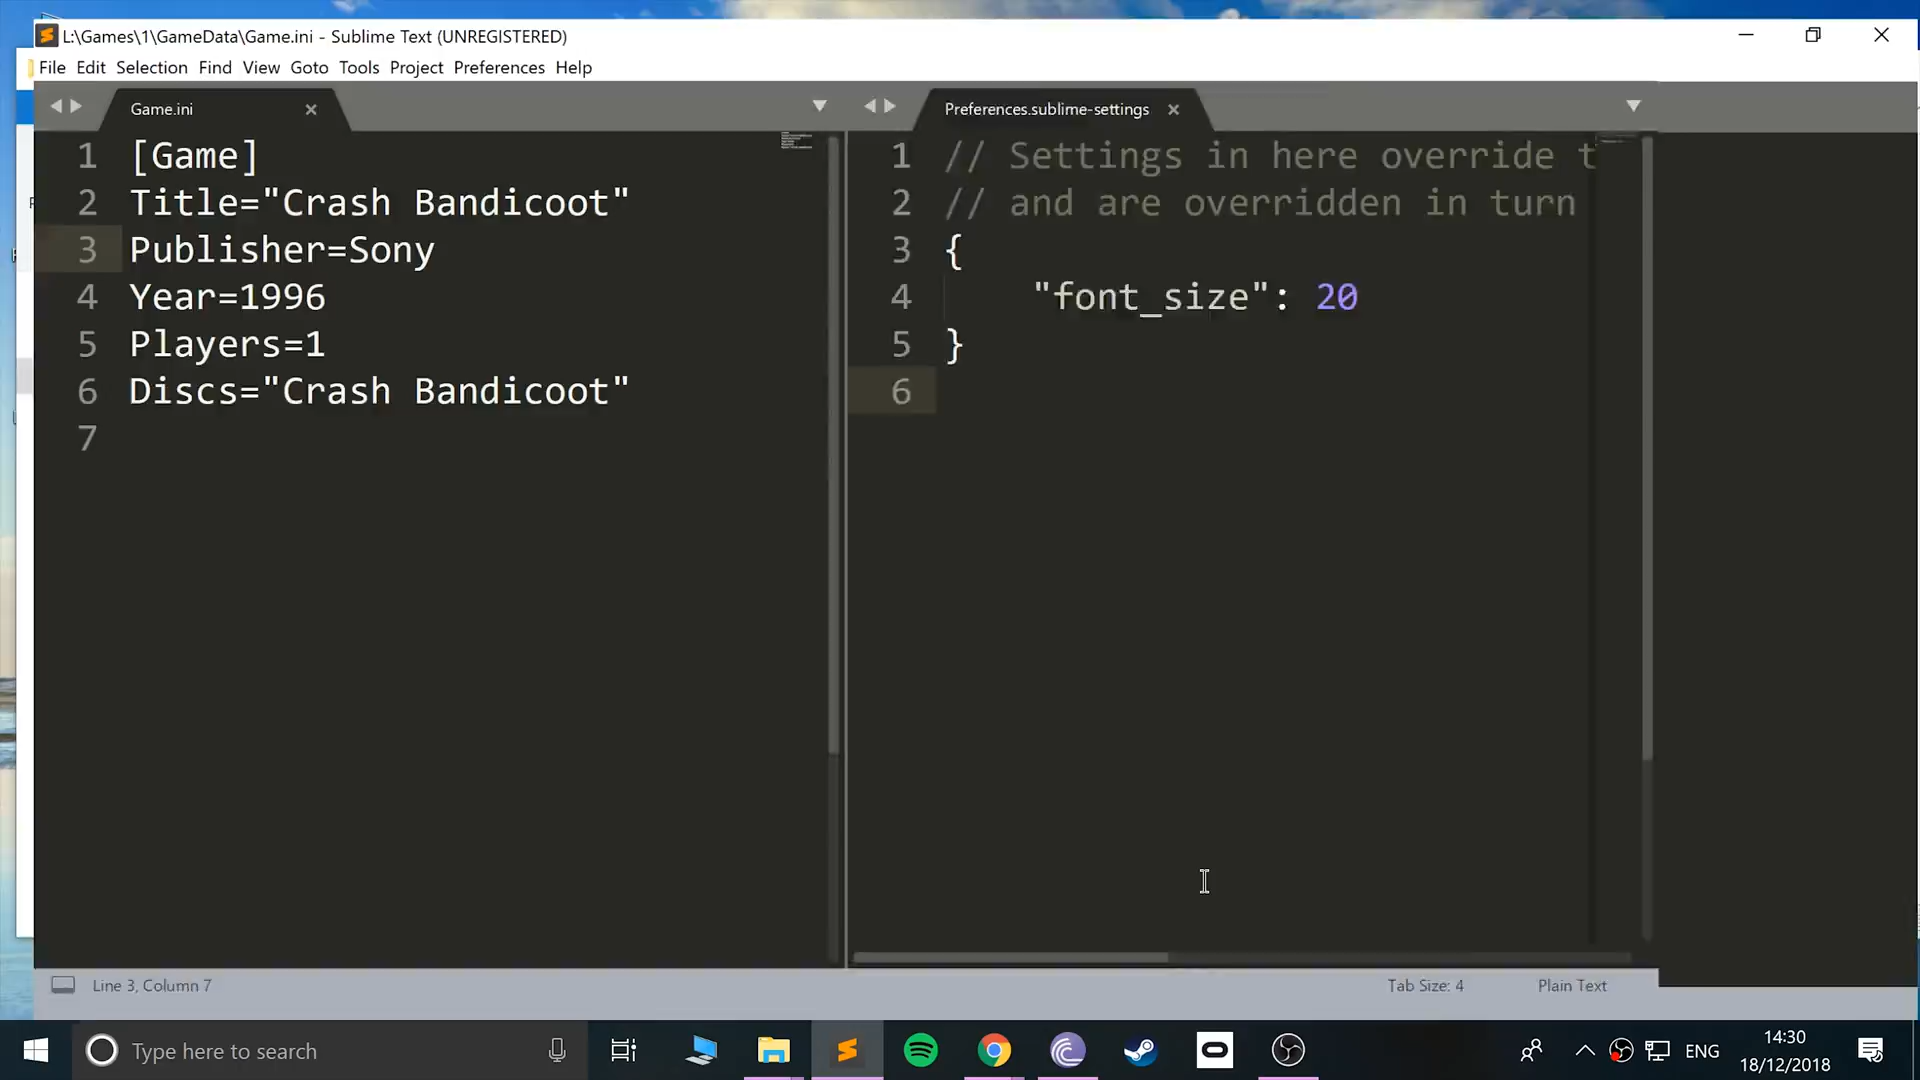 L:\Games\1\GameData\Game.ini - Sublime Text (UNREGISTERED)
File Edit Selection Find View Goto Tools Project Preferences Help
Game.ini
1 [Game]
2 Title="Crash Bandicoot"
3 Publisher=Sony
4 Year=1996
5 Players=1
6 Discs="Crash Bandicoot"
7
Preferences.sublime-settings
1 // Settings in here override t
2 // and are overridden in turn
3 {
4 "font_size": 20
5 }
6
Line 3, Column 7
Tab Size: 4
Plain Text
Type here to search
ENG
14:30
18/12/2018